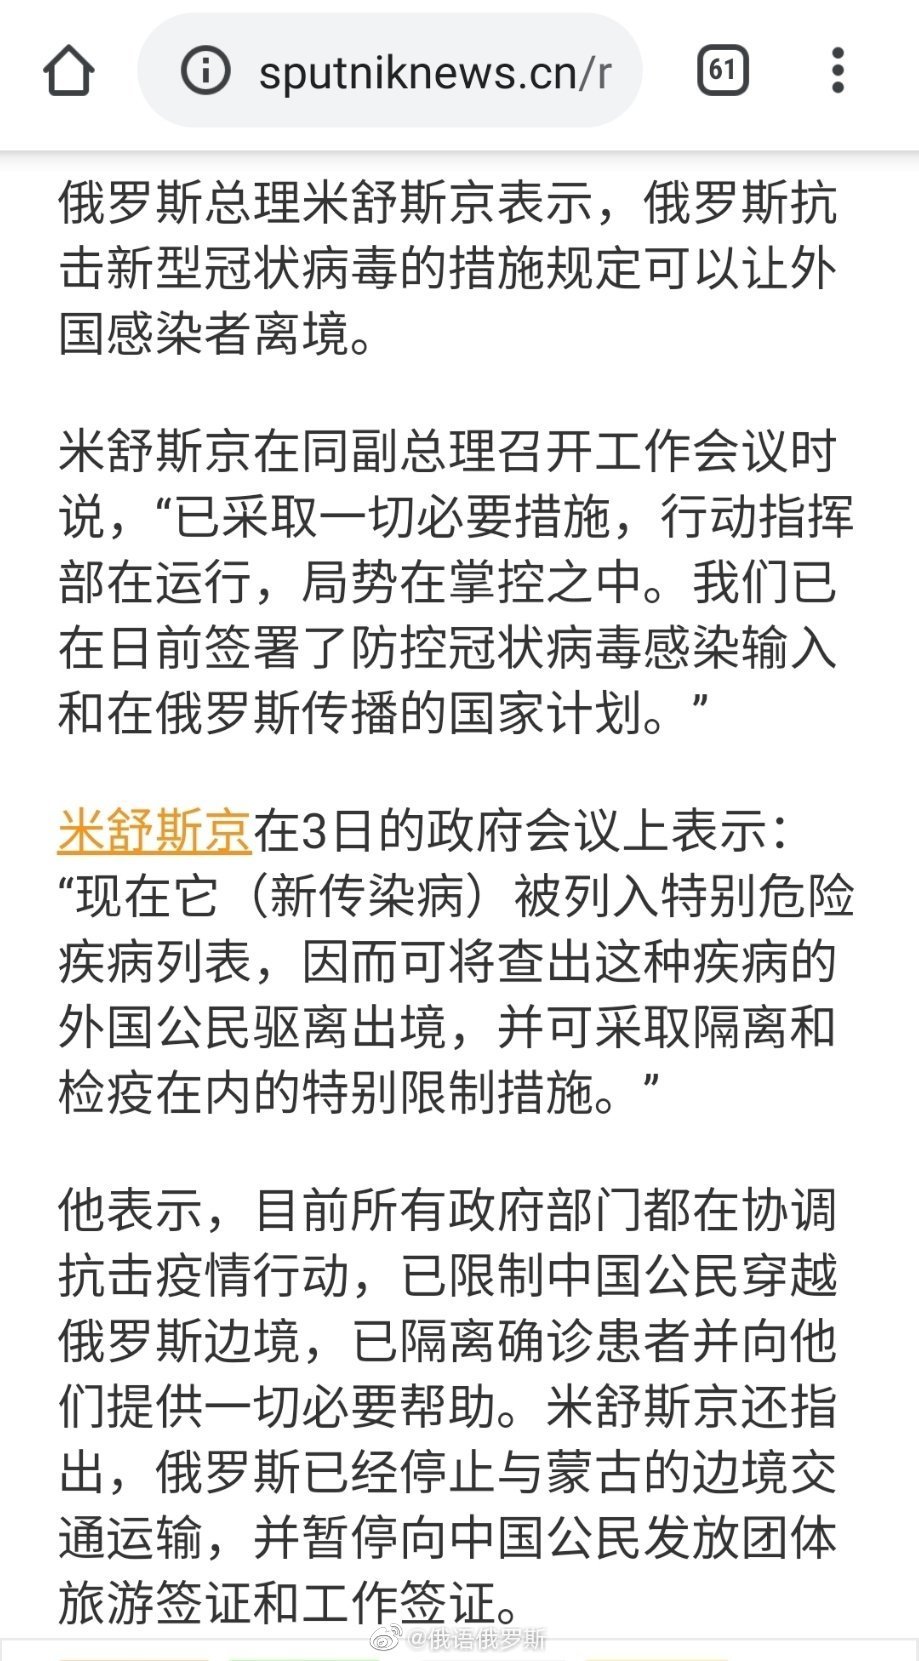 sputniknews.cn/r
61
俄罗斯总理米舒斯京表示，俄罗斯抗
击新型冠状病毒的措施规定可以让外
国感染者离境。
米舒斯京在同副总理召开工作会议时
说，“已采取一切必要措施，行动指挥
部在运行，局势在掌控之中。我们已
在日前签署了防控冠状病毒感染输入
和在俄罗斯传播的国家计划。”
米舒斯京在3日的政府会议上表示：
“现在它（新传染病）被列入特别危险
疾病列表，因而可将查出这种疾病的
外国公民驱离出境，并可采取隔离和
检疫在内的特别限制措施。”
他表示，目前所有政府部门都在协调
抗击疫情行动，已限制中国公民穿越
俄罗斯边境，已隔离确诊患者并向他
们提供一切必要帮助。米舒斯京还指
出，俄罗斯已经停止与蒙古的边境交
通运输，并暂停向中国公民发放团体
旅游签证和工作签证。
@俄语俄罗斯